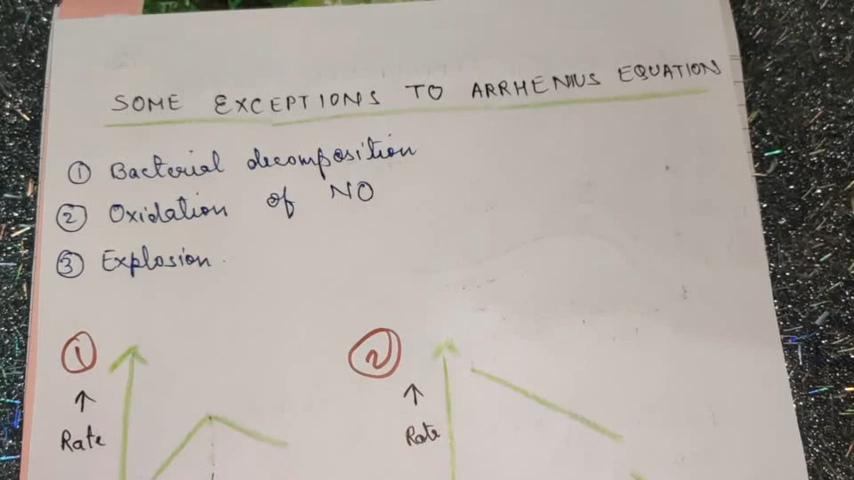 SOME EXCEPTIONS TO ARRHENIUS EQUATION
① Bacterial decomposition
② Oxidation of NO
③ Explosion.
① ②
↑ ↑
Rate Rate